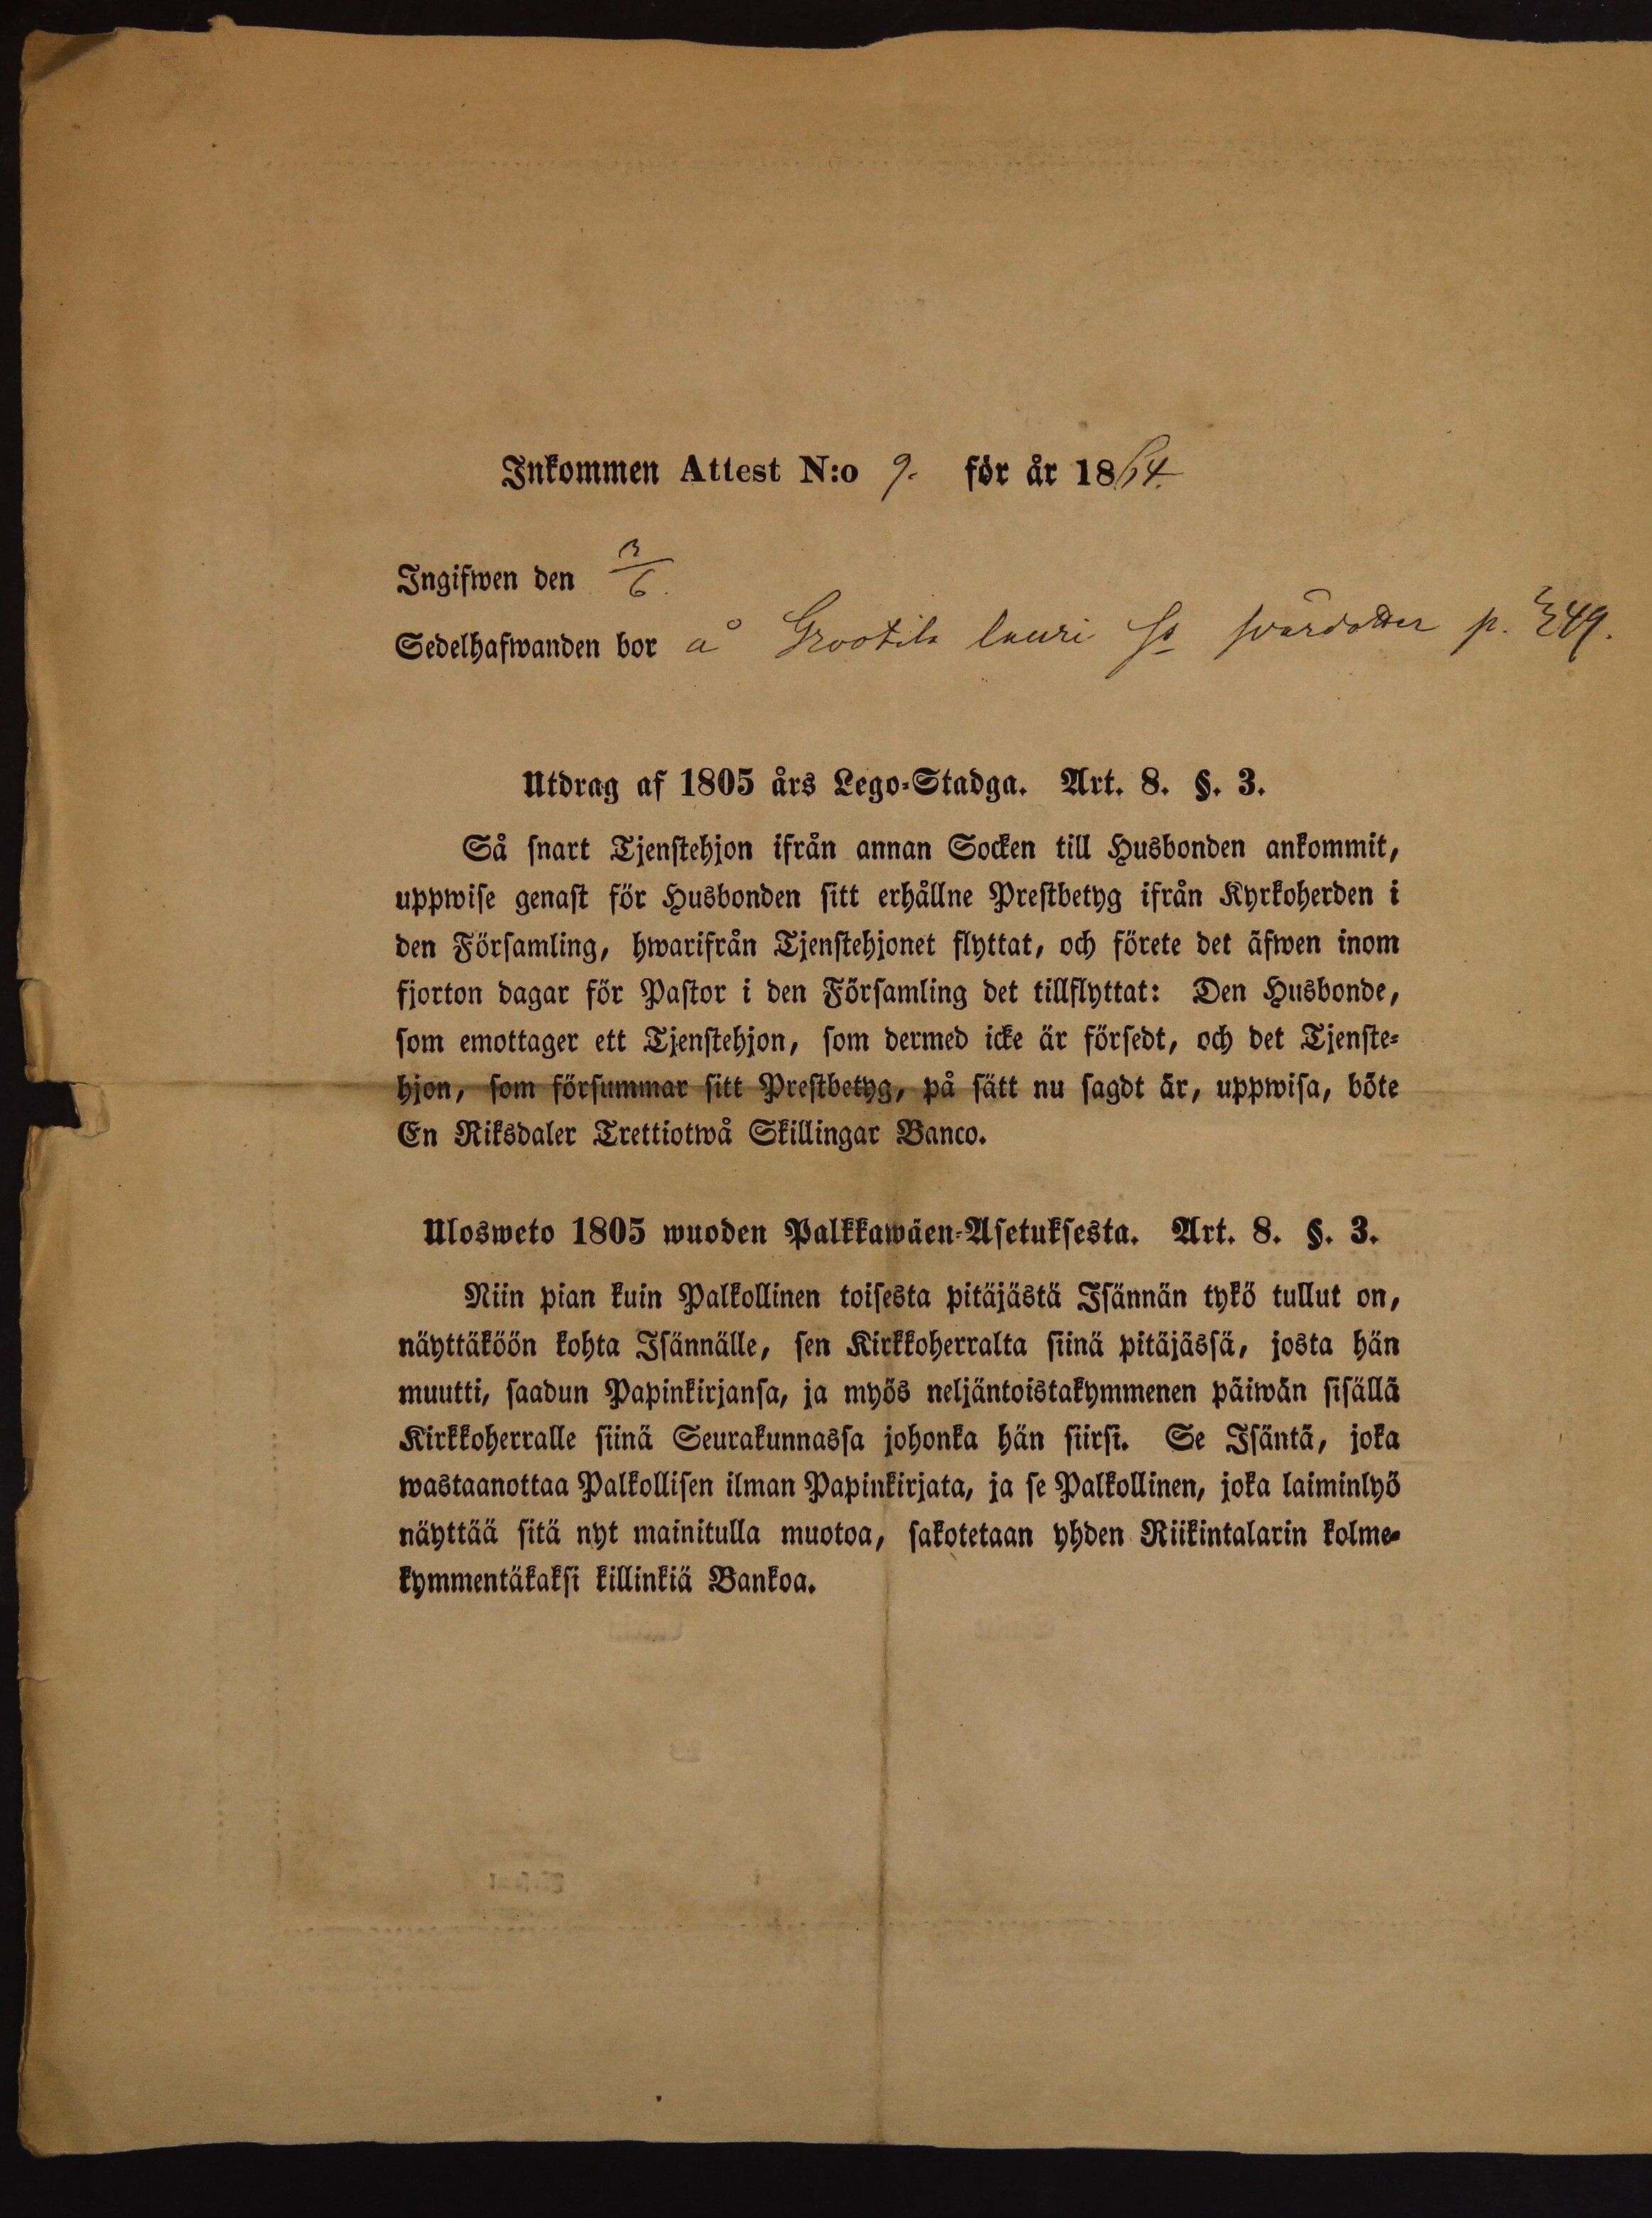 Inkommen Attest N:o 9. för år 1864.
Ingifwen den 3/6.
Sedelhafwanden bor å Grootila lauri svärdotter p. 249.
Utdrag af 1805 års Lego-Stadga. Art. 8. §. 3.
Så snart Tjenstehjon ifrån annan Socken till Husbonden ankommit,
uppwise genast för Husbonden sitt erhållne Prestbetyg ifrån Kyrkoherden i
den Församling, hwarifrån Tjenstehjonet flyttat, och förete det äfwen inom
fjorton dagar för Pastor i den Församling det tillflyttat: Den Husbonde,
som emottager ett Tjenstehjon, som dermed icke är försedt, och det Tjenste-
hjon, som försummar sitt Prestbetyg, på sätt nu sagdt är, uppwisa, böte
En Riksdaler Trettiotwå Skillingar Banco.
Ulosweto 1805 wuoden Palkkawäen-Asetuksesta. Art. 8. §. 3.
Niin pian kuin Palkollinen toisesta pitäjästä Isännän tykö tullut on,
näyttäköön kohta Isännälle, sen Kirkkoherralta siinä pitäjässä, josta hän
muutti, saadun Papinkirjansa, ja myös neljäntoistakymmenen päiwän sisällä
Kirkkoherralle siinä Seurakunnassa johonka hän siirsi. Se Isäntä, joka
wastaanottaa Palkollisen ilman Papinkirjata, ja se Palkollinen, joka laiminlyö
näyttää sitä nyt mainitulla muotoa, sakotetaan yhden Riikintalarin kolme-
kymmentäkaksi killinkiä Bankoa.